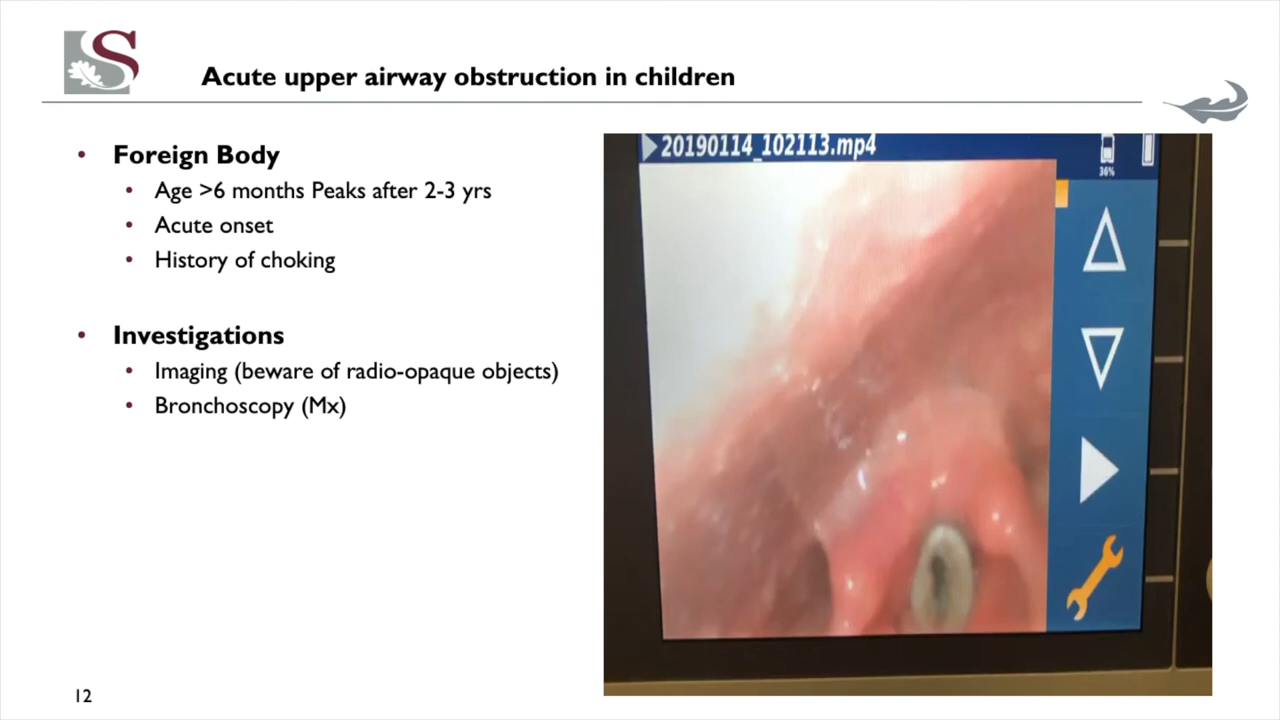 S
Acute upper airway obstruction in children
• Foreign Body
• Age >6 months Peaks after 2-3 yrs
• Acute onset
• History of choking
• Investigations
• Imaging (beware of radio-opaque objects)
• Bronchoscopy (Mx)
20190114_102113.mp4
36%
12